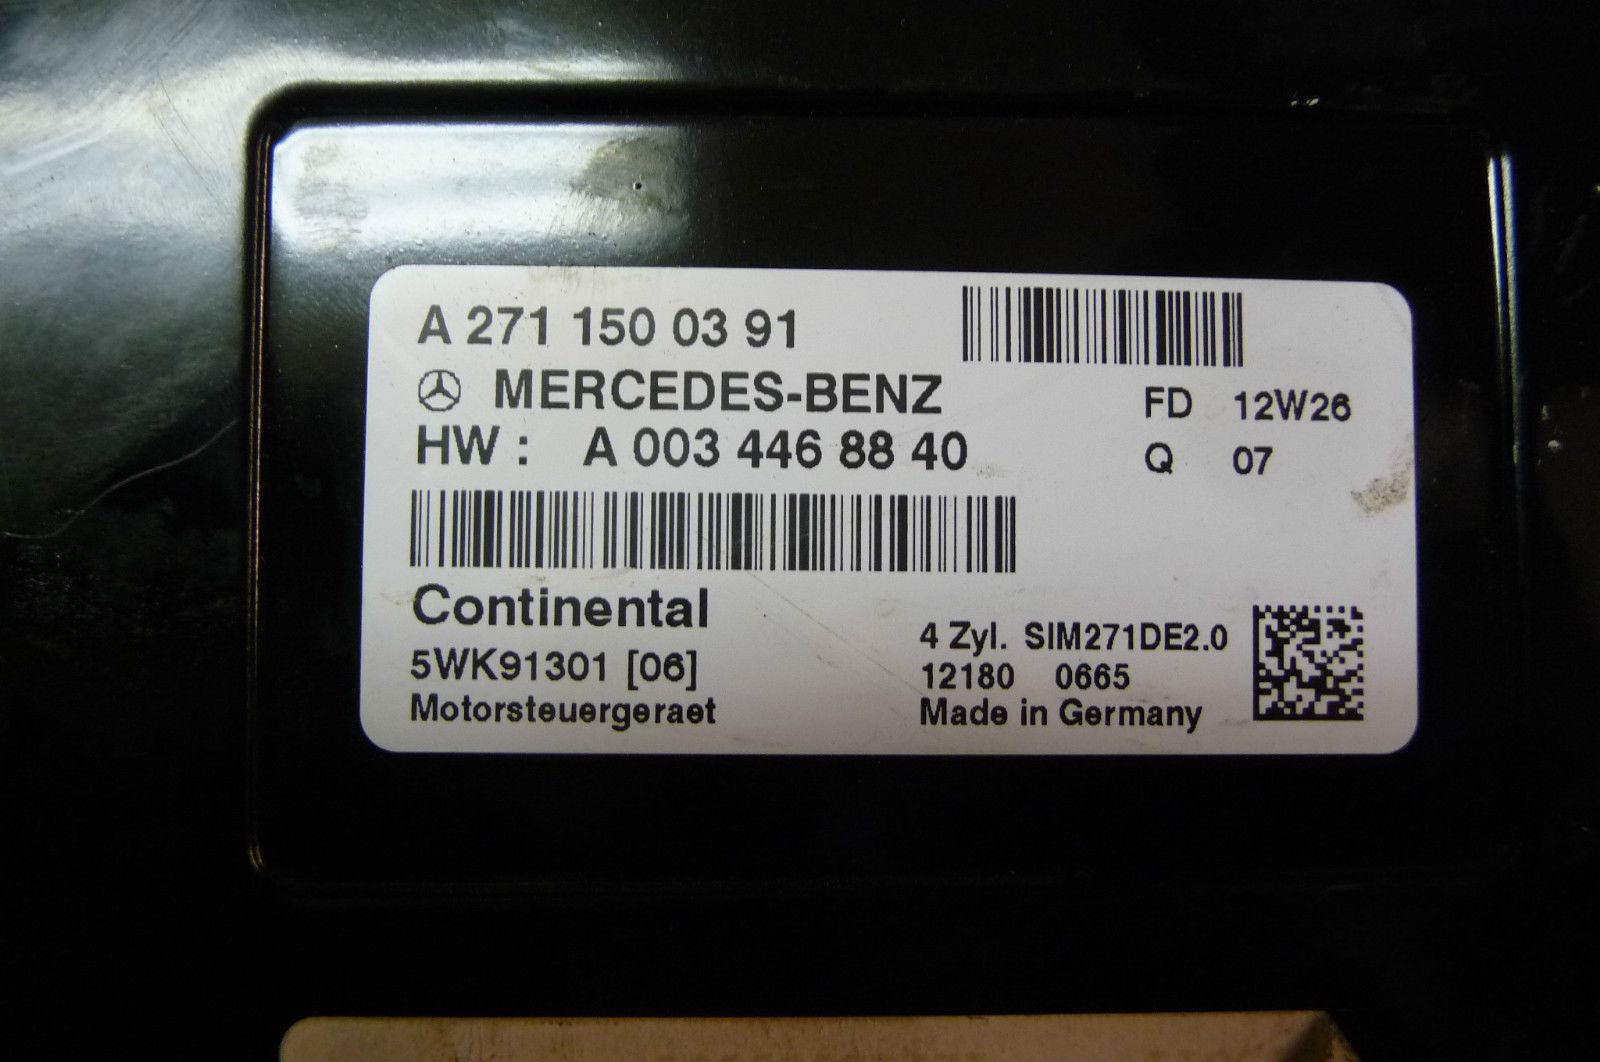 A 271 150 03 91
MERCEDES-BENZ
FD 12W26
HW : A 003 446 88 40
Q 07
Continental
4 Zyl. SIM271DE2.0
5WK91301 [06]
12180 0665
Motorsteuergeraet
Made in Germany